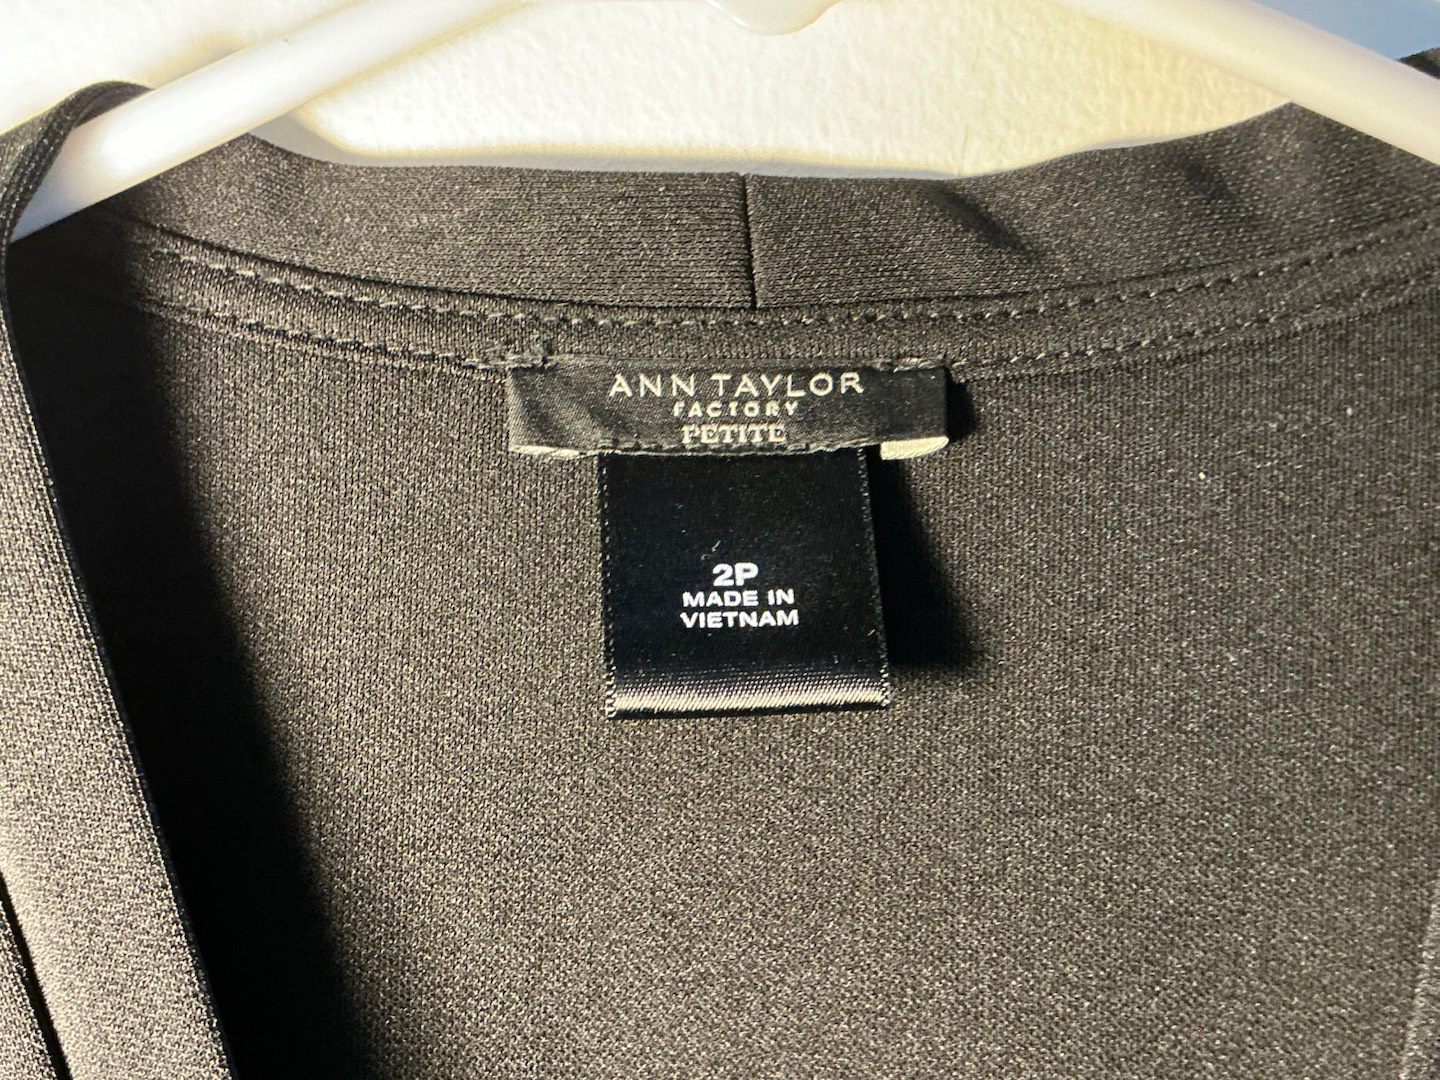 ANN TAYLOR
FACTORY
PETITE
2P
MADE IN
VIETNAM